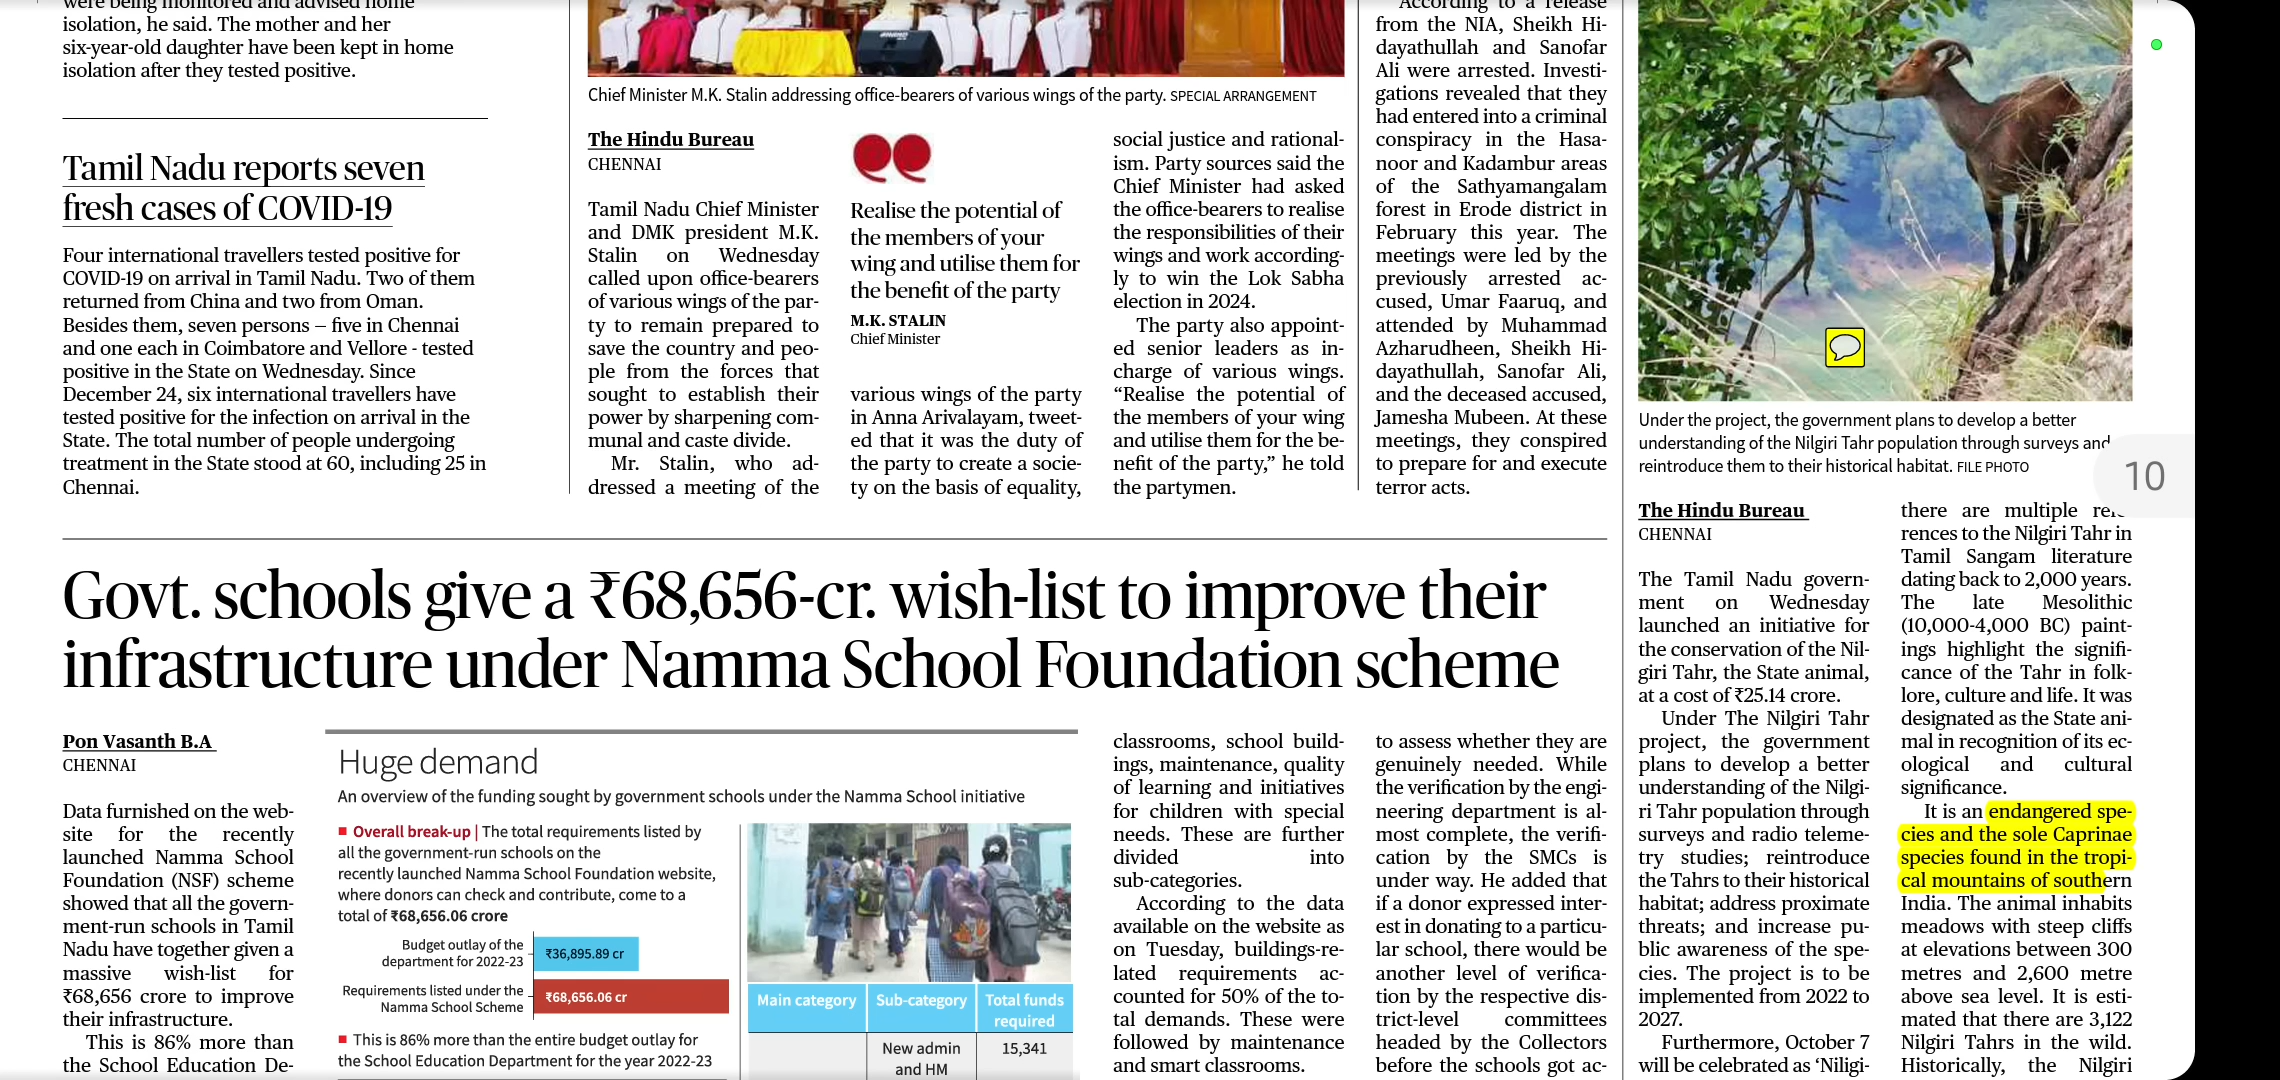 were being monitored and advised home
isolation, he said. The mother and her
six-year-old daughter have been kept in home
isolation after they tested positive.
Tamil Nadu reports seven
fresh cases of COVID-19
Four international travellers tested positive for
COVID-19 on arrival in Tamil Nadu. Two of them
returned from China and two from Oman.
Besides them, seven persons – five in Chennai
and one each in Coimbatore and Vellore - tested
positive in the State on Wednesday. Since
December 24, six international travellers have
tested positive for the infection on arrival in the
State. The total number of people undergoing
treatment in the State stood at 60, including 25 in
Chennai.
Chief Minister M.K. Stalin addressing office-bearers of various wings of the party. SPECIAL ARRANGEMENT
The Hindu Bureau
CHENNAI
Tamil Nadu Chief Minister
and DMK president M.K.
Stalin on Wednesday
called upon office-bearers
of various wings of the par-
ty to remain prepared to
save the country and peo-
ple from the forces that
sought to establish their
power by sharpening com-
munal and caste divide.
Mr. Stalin, who ad-
dressed a meeting of the
Realise the potential of
the members of your
wing and utilise them for
the benefit of the party
M.K. STALIN
Chief Minister
various wings of the party
in Anna Arivalayam, tweet-
ed that it was the duty of
the party to create a socie-
ty on the basis of equality,
social justice and rational-
ism. Party sources said the
Chief Minister had asked
the office-bearers to realise
the responsibilities of their
wings and work according-
ly to win the Lok Sabha
election in 2024.
The party also appoint-
ed senior leaders as in-
charge of various wings.
“Realise the potential of
the members of your wing
and utilise them for the be-
nefit of the party,” he told
the partymen.
According to a release
from the NIA, Sheikh Hi-
dayathullah and Sanofar
Ali were arrested. Investi-
gations revealed that they
had entered into a criminal
conspiracy in the Hasa-
noor and Kadambur areas
of the Sathyamangalam
forest in Erode district in
February this year. The
meetings were led by the
previously arrested ac-
cused, Umar Faaruq, and
attended by Muhammad
Azharudheen, Sheikh Hi-
dayathullah, Sanofar Ali,
and the deceased accused,
Jamesha Mubeen. At these
meetings, they conspired
to prepare for and execute
terror acts.
Under the project, the government plans to develop a better
understanding of the Nilgiri Tahr population through surveys and
reintroduce them to their historical habitat. FILE PHOTO
10
The Hindu Bureau
CHENNAI
The Tamil Nadu govern-
ment on Wednesday
launched an initiative for
the conservation of the Nil-
giri Tahr, the State animal,
at a cost of ₹25.14 crore.
Under The Nilgiri Tahr
project, the government
plans to develop a better
understanding of the Nilgi-
ri Tahr population through
surveys and radio teleme-
try studies; reintroduce
the Tahrs to their historical
habitat; address proximate
threats; and increase pu-
blic awareness of the spe-
cies. The project is to be
implemented from 2022 to
2027.
Furthermore, October 7
will be celebrated as ‘Niligi-
there are multiple refe-
rences to the Nilgiri Tahr in
Tamil Sangam literature
dating back to 2,000 years.
The late Mesolithic
(10,000-4,000 BC) paint-
ings highlight the signifi-
cance of the Tahr in folk-
lore, culture and life. It was
designated as the State ani-
mal in recognition of its ec-
ological and cultural
significance.
It is an endangered spe-
cies and the sole Caprinae
species found in the tropi-
cal mountains of southern
India. The animal inhabits
meadows with steep cliffs
at elevations between 300
metres and 2,600 metre
above sea level. It is esti-
mated that there are 3,122
Nilgiri Tahrs in the wild.
Historically, the Nilgiri
Govt. schools give a ₹68,656-cr. wish-list to improve their
infrastructure under Namma School Foundation scheme
Pon Vasanth B.A
CHENNAI
Data furnished on the web-
site for the recently
launched Namma School
Foundation (NSF) scheme
showed that all the govern-
ment-run schools in Tamil
Nadu have together given a
massive wish-list for
₹68,656 crore to improve
their infrastructure.
This is 86% more than
the School Education De-
Huge demand
An overview of the funding sought by government schools under the Namma School initiative
Overall break-up | The total requirements listed by
all the government-run schools on the
recently launched Namma School Foundation website,
where donors can check and contribute, come to a
total of ₹68,656.06 crore
Budget outlay of the
department for 2022-23
₹36,895.89 cr
Requirements listed under the
Namma School Scheme
₹68,656.06 cr
This is 86% more than the entire budget outlay for
the School Education Department for the year 2022-23
Main category Sub-category Total funds
required
New admin 15,341
and HM
classrooms, school build-
ings, maintenance, quality
of learning and initiatives
for children with special
needs. These are further
divided into
sub-categories.
According to the data
available on the website as
on Tuesday, buildings-re-
lated requirements ac-
counted for 50% of the to-
tal demands. These were
followed by maintenance
and smart classrooms.
to assess whether they are
genuinely needed. While
the verification by the engi-
neering department is al-
most complete, the verifi-
cation by the SMCs is
under way. He added that
if a donor expressed inter-
est in donating to a particu-
lar school, there would be
another level of verifica-
tion by the respective dis-
trict-level committees
headed by the Collectors
before the schools got ac-